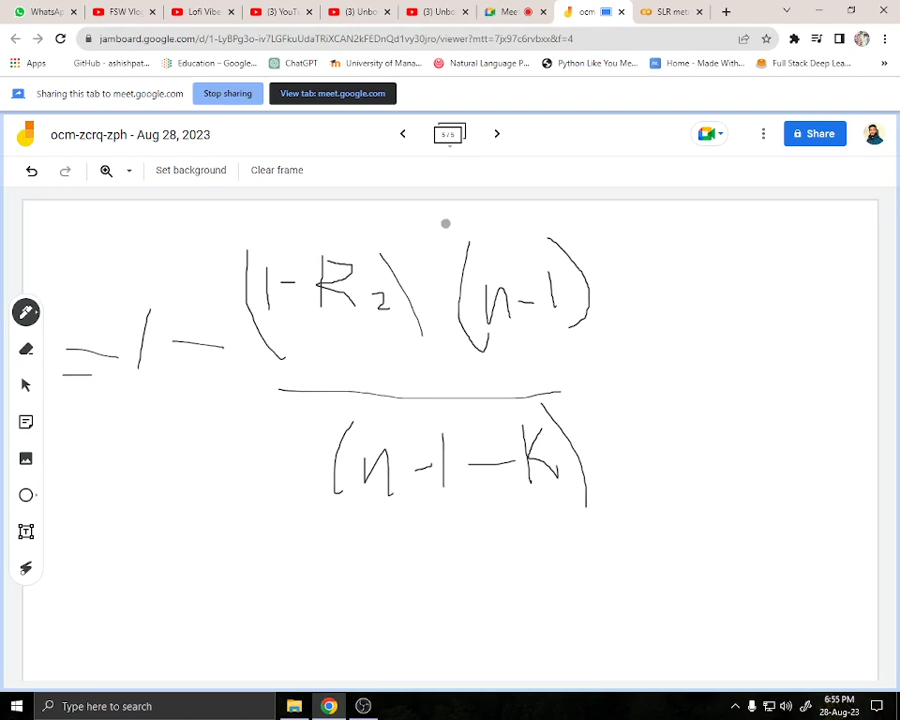 WhatsAp
FSW Vlog
Lofi Vibe
(3) YouTu
(3) Unbo
(3) Unbo
Mee
ocm
SLR met
jamboard.google.com/d/1-LyBPg3o-iv7LGFkuUdaTRiXCAN2kFEDnQd1vy30jro/viewer?mtt=7jx97c6rvbxx&f=4
Apps
GitHub - ashishpat...
Education – Google...
ChatGPT
University of Mana...
Natural Language P...
Python Like You Me...
Home - Made With...
Full Stack Deep Lea...
Sharing this tab to meet.google.com
Stop sharing
View tab: meet.google.com
ocm-zcrq-zph - Aug 28, 2023
5/5
Share
Set background
Clear frame
= 1 - (1 - R2) (n-1)
(n-1-K)
Type here to search
6:55 PM
28-Aug-23